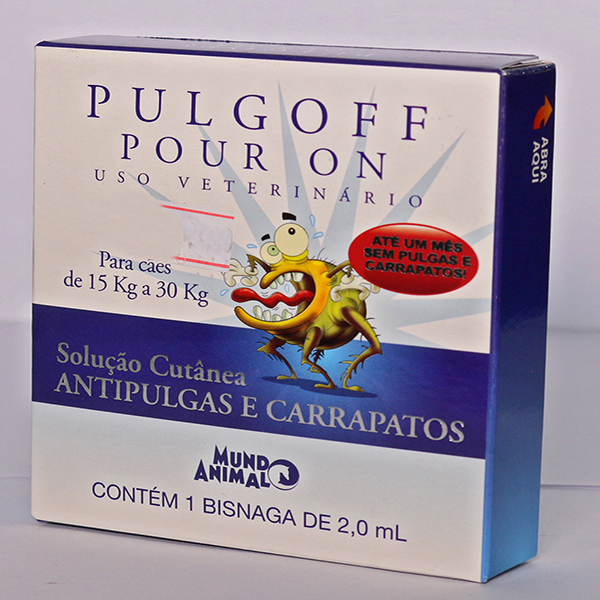 PULGOFF
POUR ON
USO VETERINÁRIO
Para cães
de 15 Kg a 30 Kg
ATÉ UM MÊS
SEM PULGAS E
CARRAPATOS!
Solução Cutânea
ANTIPULGAS E CARRAPATOS
MUNDO
ANIMAL
CONTÉM 1 BISNAGA DE 2,0 mL
ABRA
AQUI